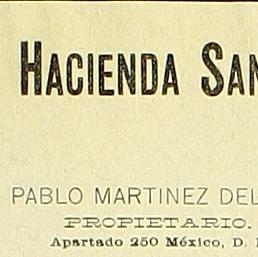 HACIENDA SAN
PABLO MARTINEZ DEL
PROPIETARIO.
Apartado 250 México, D.